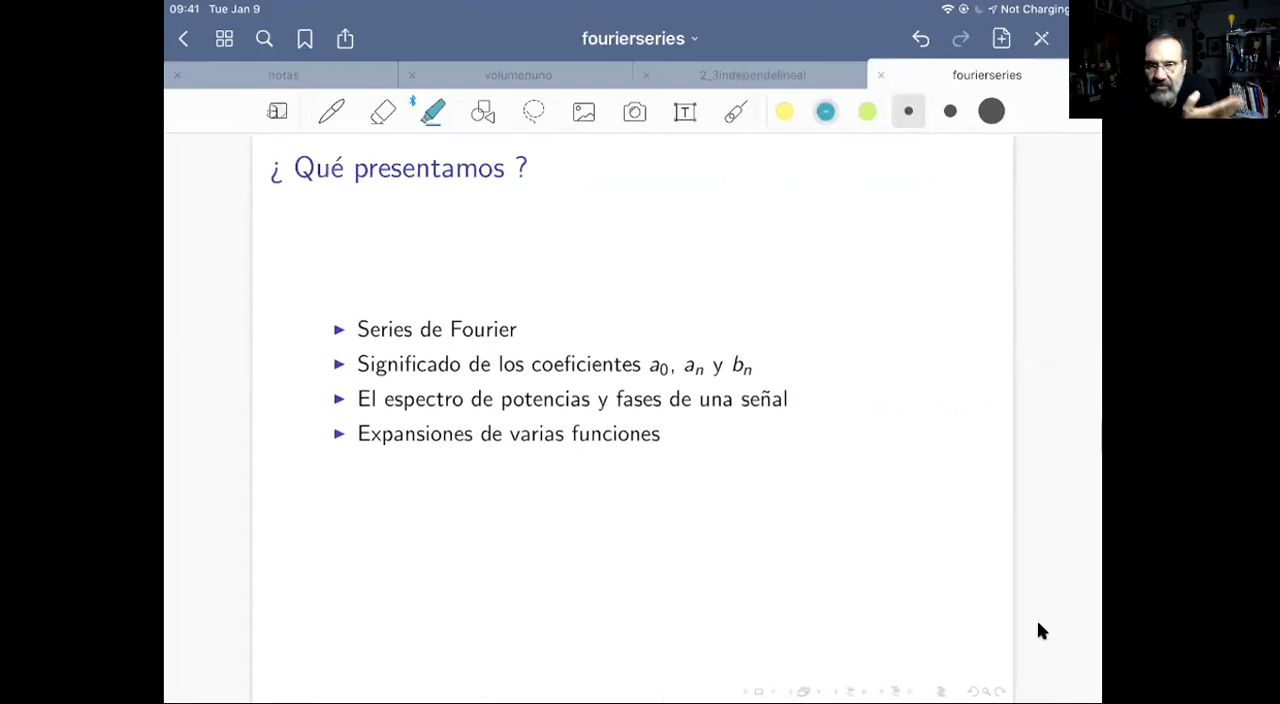 09:41 Tue Jan 9
Not Charging
fourierseries
notas
volumenuno
2_3independelineal
fourierseries
T
¿ Qué presentamos ?
Series de Fourier
Significado de los coeficientes a₀, aₙ y bₙ
El espectro de potencias y fases de una señal
Expansiones de varias funciones